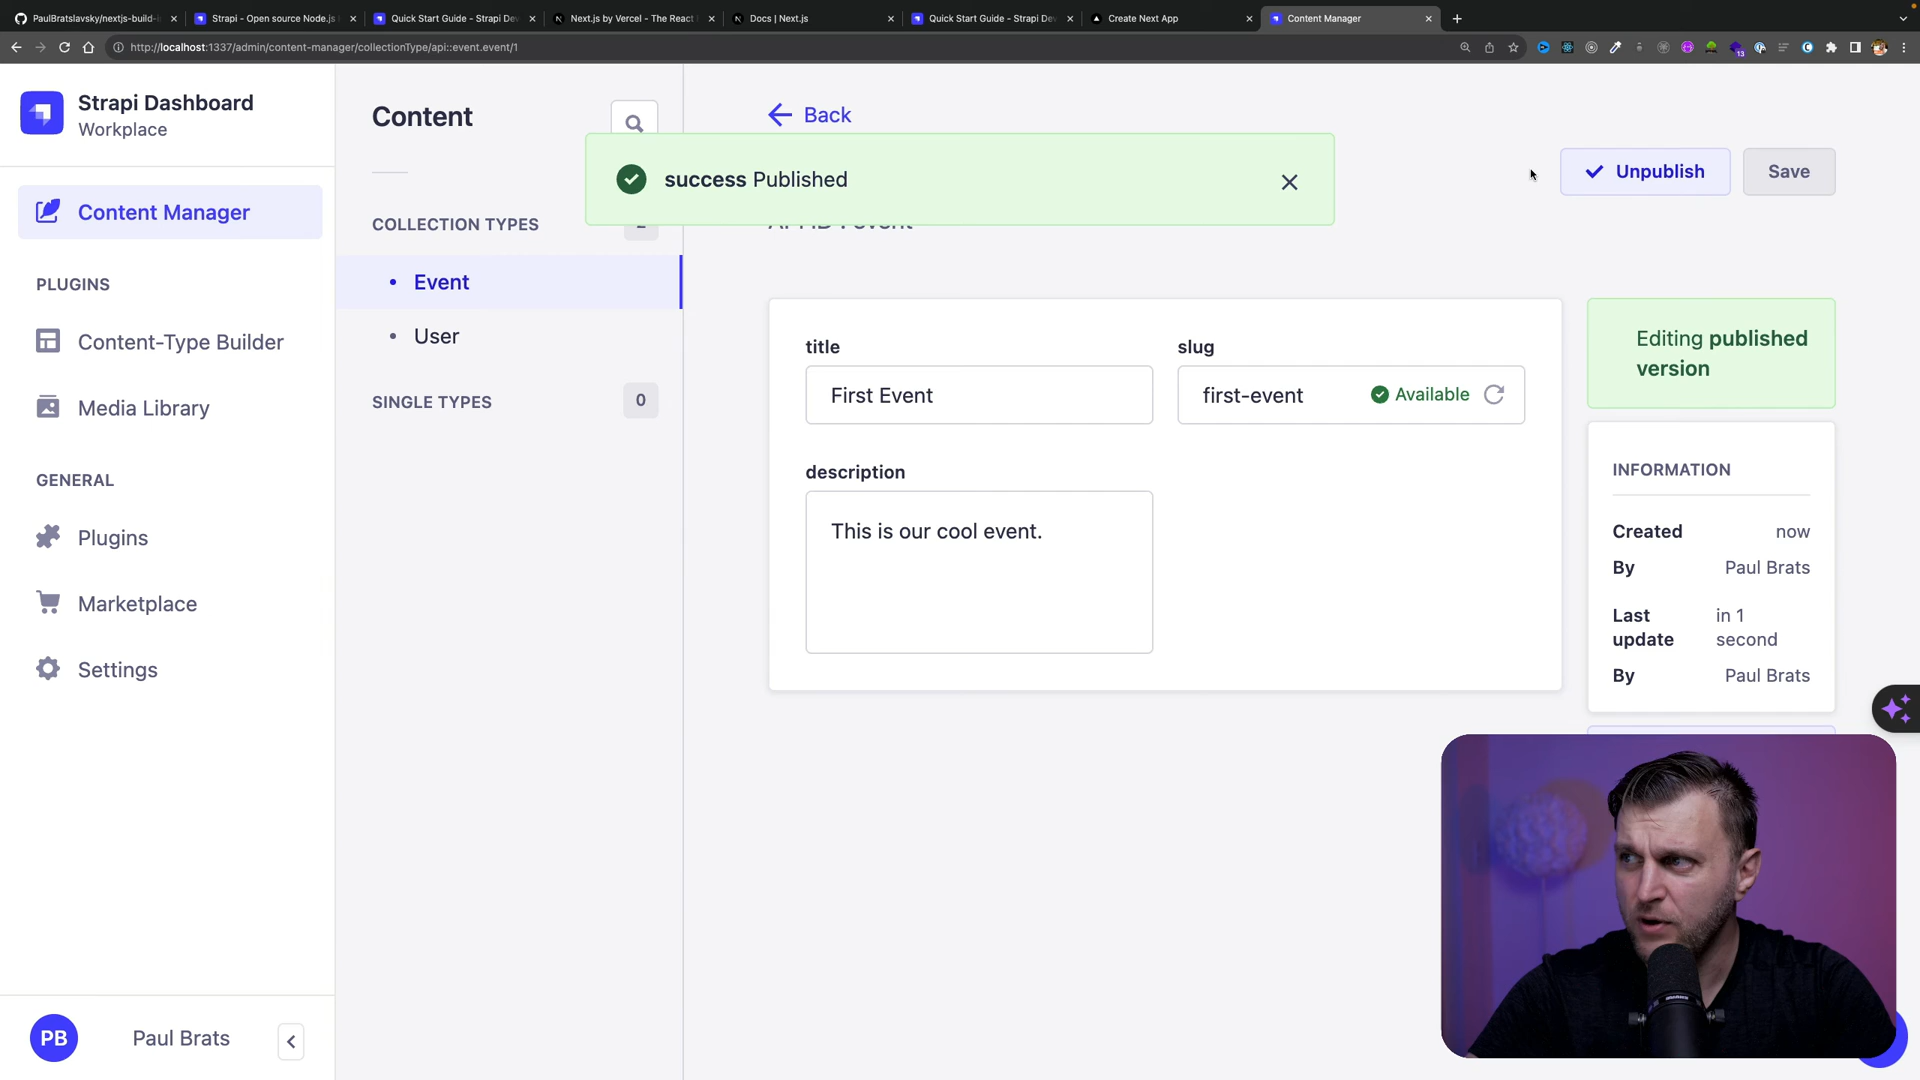 PaulBratslavsky/nextjs-build-i
Strapi - Open source Node.js
Quick Start Guide - Strapi De
Next.js by Vercel - The React
Docs | Next.js
Quick Start Guide - Strapi De
Create Next App
Content Manager
http://localhost:1337/admin/content-manager/collectionType/api::event.event/1
13
Strapi Dashboard
Workplace
Content Manager
PLUGINS
Content-Type Builder
Media Library
GENERAL
Plugins
Marketplace
Settings
PB
Paul Brats
Content
COLLECTION TYPES
2
Event
User
SINGLE TYPES
0
Back
success Published
Unpublish
Save
title
First Event
slug
first-event
Available
description
This is our cool event.
Editing published
version
INFORMATION
Created now
By Paul Brats
Last in 1
update second
By Paul Brats